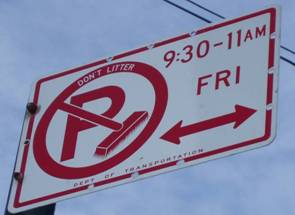 DON'T LITTER
P
9:30-11AM
FRI
DEPT OF TRANSPORTATION